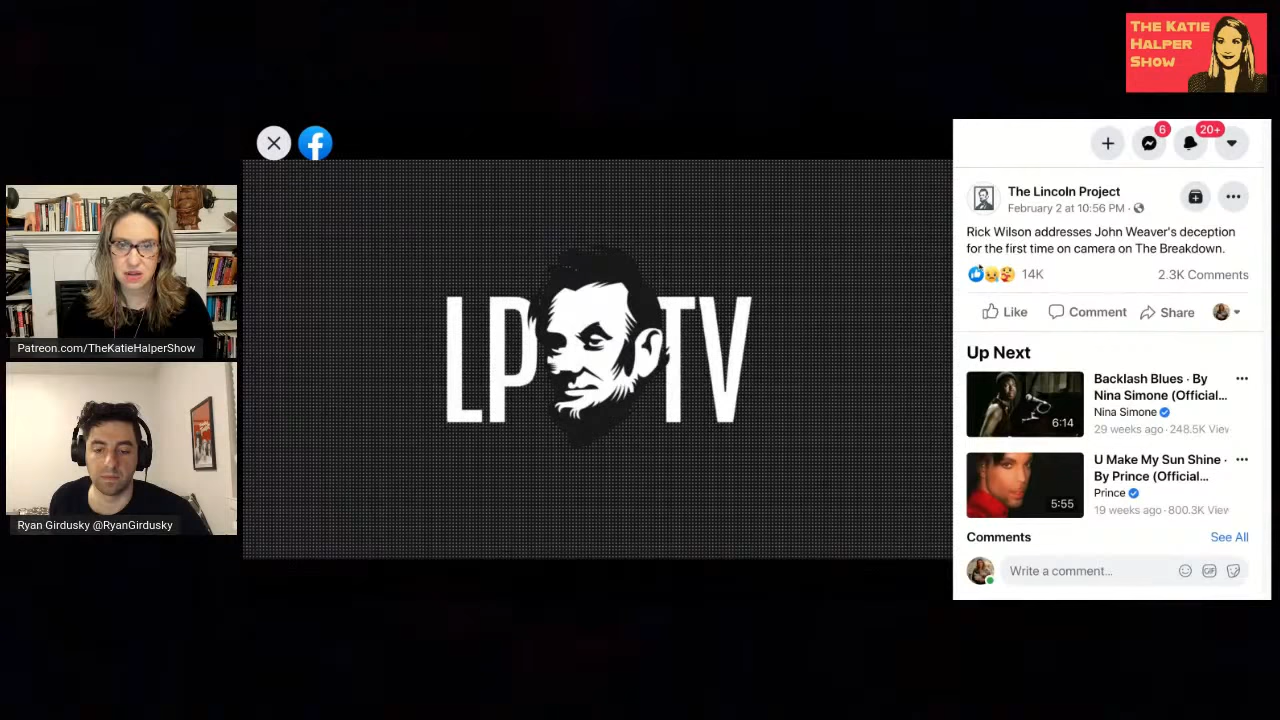 THE KATIE
HALPER
SHOW
Patreon.com/TheKatieHalperShow
Ryan Girdusky @RyanGirdusky
LP TV
6
20+
The Lincoln Project
February 2 at 10:56 PM ·
Rick Wilson addresses John Weaver's deception
for the first time on camera on The Breakdown.
14K
2.3K Comments
Like
Comment
Share
Up Next
Backlash Blues · By
Nina Simone (Official...
Nina Simone
29 weeks ago · 248.5K View
6:14
U Make My Sun Shine ·
By Prince (Official...
Prince
19 weeks ago · 800.3K View
5:55
Comments
See All
Write a comment...
GIF